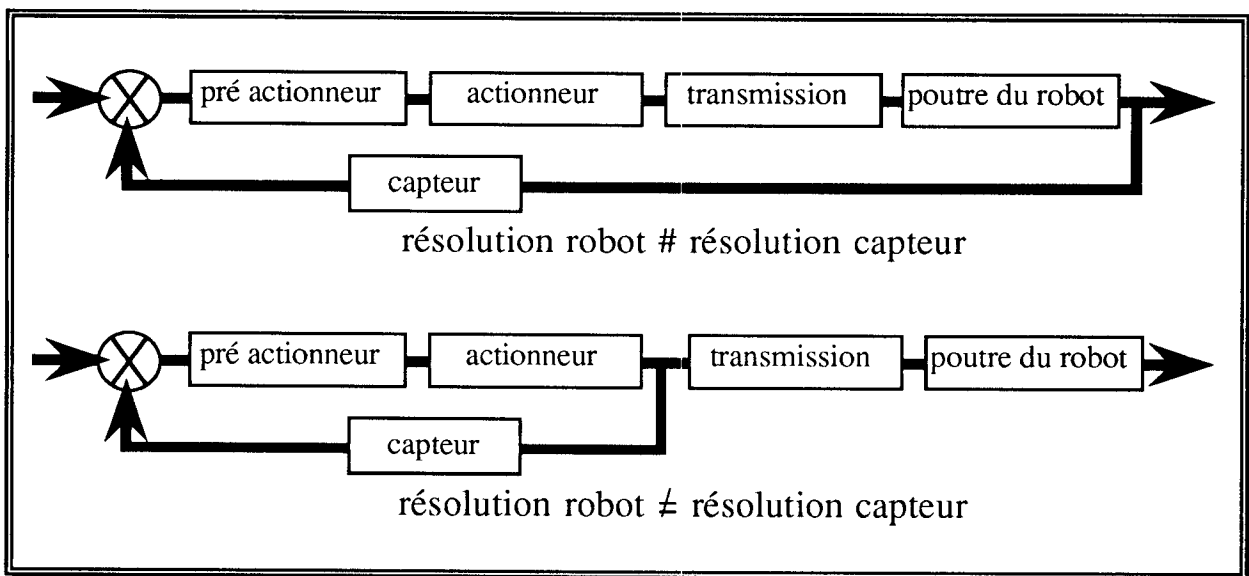 pré actionneur actionneur transmission poutre du robot
capteur
résolution robot # résolution capteur
pré actionneur actionneur transmission poutre du robot
capteur
résolution robot ≠ résolution capteur